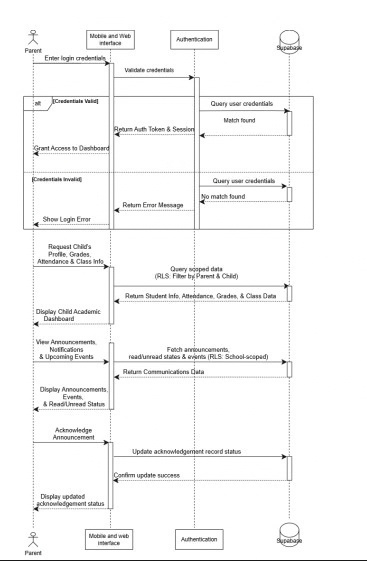 Mobile and Web
interface
Authentication
Parent
Supabase
Enter login credentials
Validate credentials
alt
[Credentials Valid]
Query user credentials
Match found
Return Auth Token & Session
Grant Access to Dashboard
[Credentials Invalid]
Query user credentials
No match found
Return Error Message
Show Login Error
Request Child's
Profile, Grades,
Attendance & Class Info
Query scoped data
(RLS: Filter by Parent & Child)
Return Student Info, Attendance, Grades, & Class Data
Display Child Academic
Dashboard
View Announcements,
Notifications
& Upcoming Events
Fetch announcements,
read/unread states & events (RLS: School-scoped)
Return Communications Data
Display Announcements,
Events,
& Read/Unread Status
Acknowledge
Announcement
Update acknowledgement record status
Confirm update success
Display updated
acknowledgement status
Mobile and web
interface
Authentication
Parent
Supabase